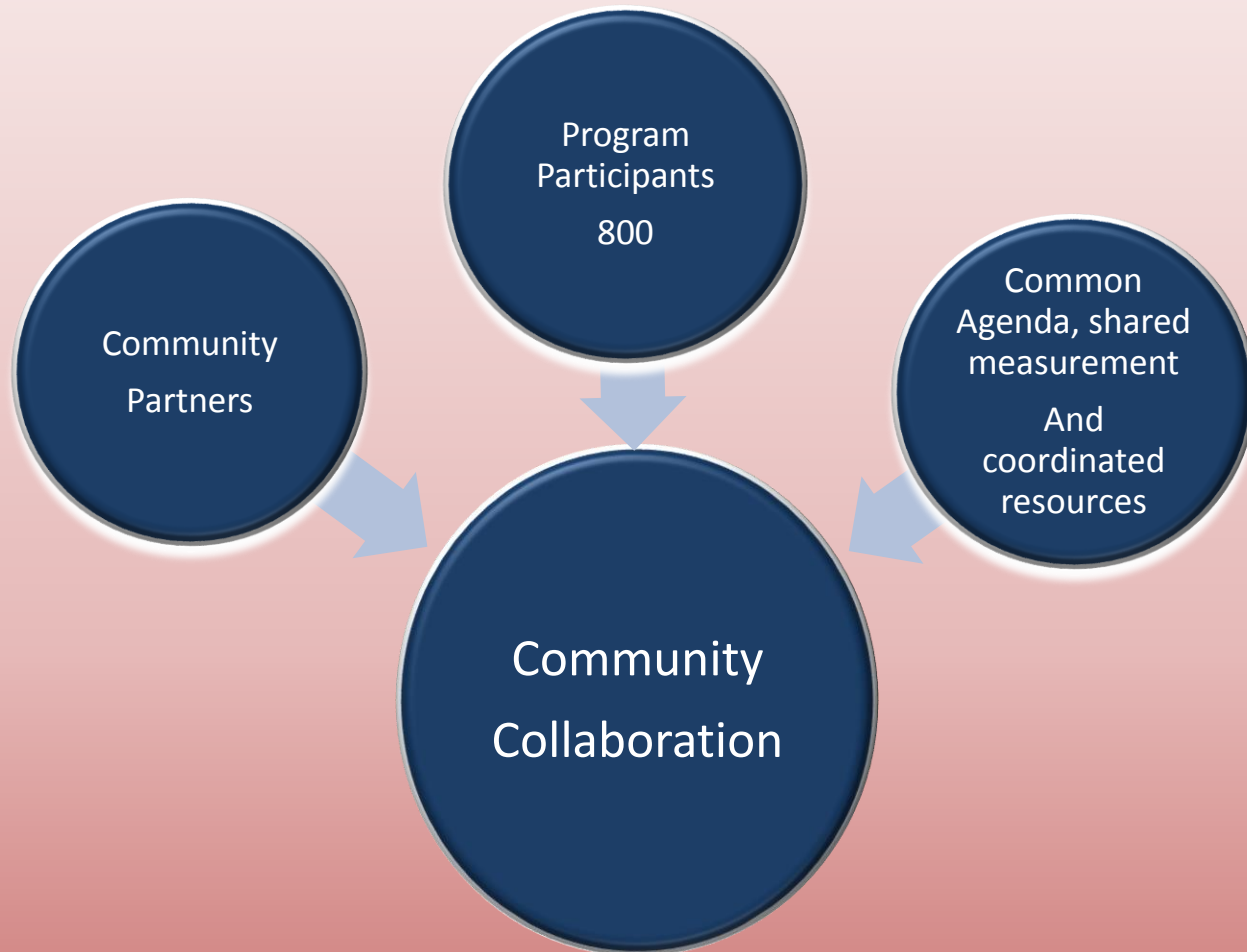 Program
Participants
800
Community
Partners
Common
Agenda, shared
measurement
And
coordinated
resources
Community
Collaboration